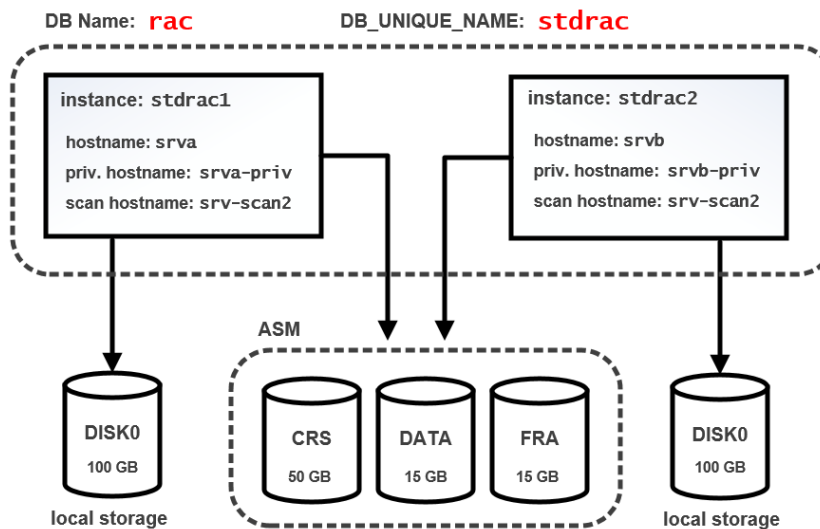 DB Name: rac
DB_UNIQUE_NAME: stdrac
instance: stdrac1
hostname: srva
priv. hostname: srva-priv
scan hostname: srv-scan2
instance: stdrac2
hostname: srvb
priv. hostname: srvb-priv
scan hostname: srv-scan2
ASM
DISK0
100 GB
local storage
CRS
50 GB
DATA
15 GB
FRA
15 GB
DISK0
100 GB
local storage